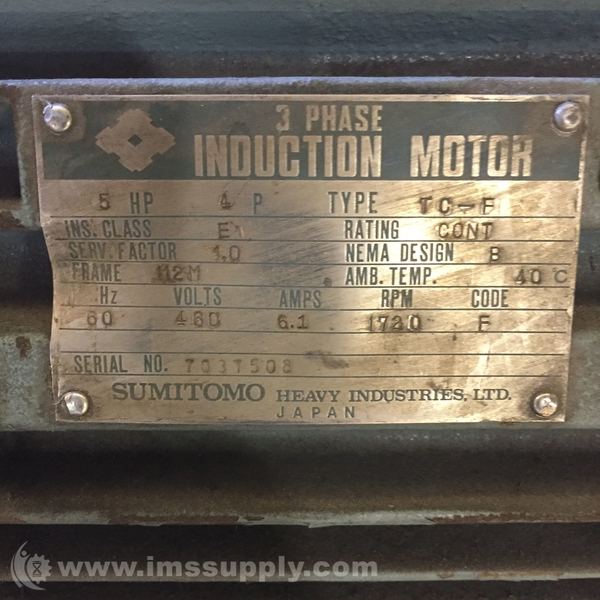 3 PHASE
INDUCTION MOTOR
5 HP 4 P TYPE TC-F
INS. CLASS E RATING CONT
SERV. FACTOR 1.0 NEMA DESIGN B
FRAME 112M AMB. TEMP. 40 C
Hz VOLTS AMPS RPM CODE
60 460 6.1 1720 F
SERIAL NO. 7037508
SUMITOMO HEAVY INDUSTRIES, LTD.
JAPAN
www.imssupply.com